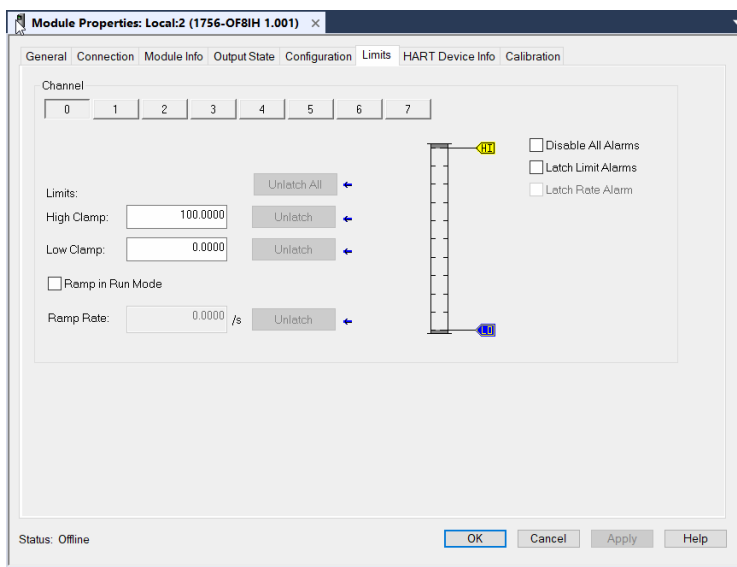 Module Properties: Local:2 (1756-OF8IH 1.001) ×
General Connection Module Info Output State Configuration Limits HART Device Info Calibration
Channel
0 1 2 3 4 5 6 7
HI
Disable All Alarms
Latch Limit Alarms
Latch Rate Alarm
Limits:
Unlatch All
High Clamp: 100.0000 Unlatch
Low Clamp: 0.0000 Unlatch
Ramp in Run Mode
Ramp Rate: 0.0000 /s Unlatch
LO
Status: Offline
OK Cancel Apply Help